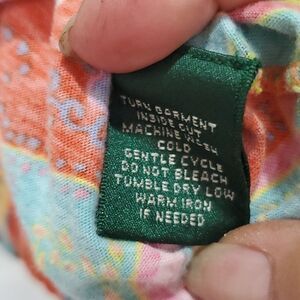 TURN GARMENT
INSIDE OUT
MACHINE WASH
COLD
GENTLE CYCLE
DO NOT BLEACH
TUMBLE DRY LOW
WARM IRON
IF NEEDED